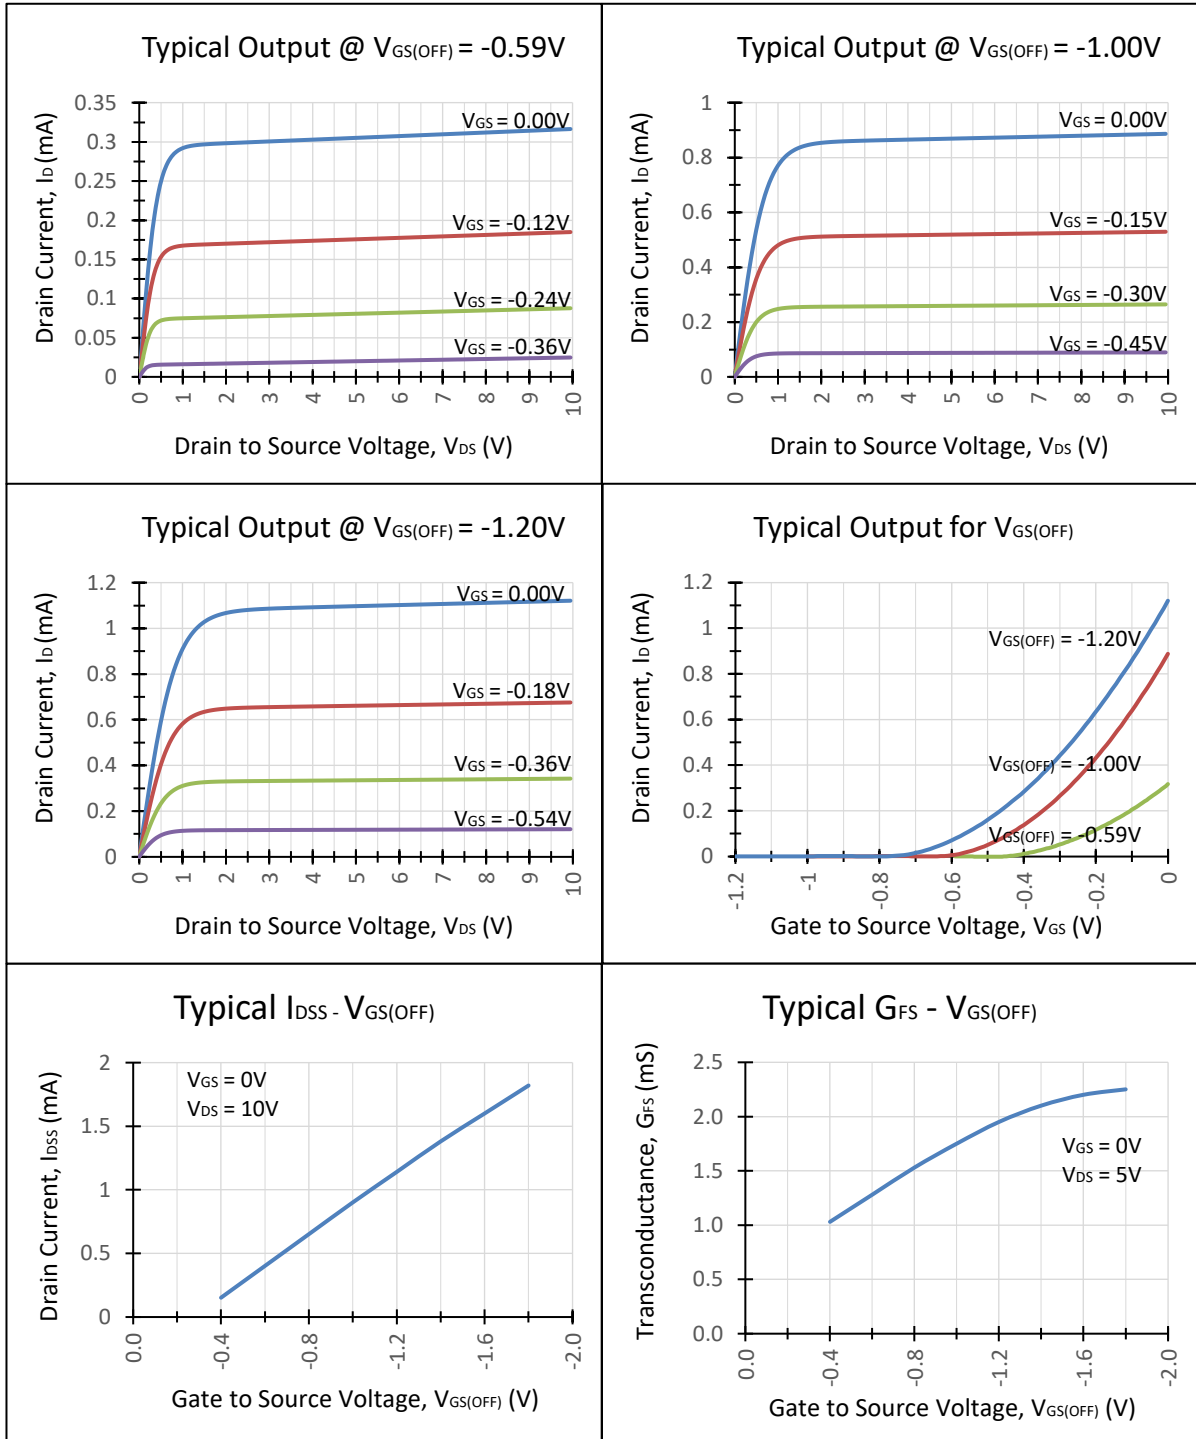 Typical Output @ VGS(OFF) = -0.59V
Drain Current, ID (mA)
0.35
0.3
0.25
0.2
0.15
0.1
0.05
0
VGS = 0.00V
VGS = -0.12V
VGS = -0.24V
VGS = -0.36V
0 1 2 3 4 5 6 7 8 9 10
Drain to Source Voltage, VDS (V)
Typical Output @ VGS(OFF) = -1.00V
Drain Current, ID (mA)
1
0.8
0.6
0.4
0.2
0
VGS = 0.00V
VGS = -0.15V
VGS = -0.30V
VGS = -0.45V
0 1 2 3 4 5 6 7 8 9 10
Drain to Source Voltage, VDS (V)
Typical Output @ VGS(OFF) = -1.20V
Drain Current, ID (mA)
1.2
1
0.8
0.6
0.4
0.2
0
VGS = 0.00V
VGS = -0.18V
VGS = -0.36V
VGS = -0.54V
0 1 2 3 4 5 6 7 8 9 10
Drain to Source Voltage, VDS (V)
Typical Output for VGS(OFF)
Drain Current, ID (mA)
1.2
1
0.8
0.6
0.4
0.2
0
VGS(OFF) = -1.20V
VGS(OFF) = -1.00V
VGS(OFF) = -0.59V
-1.2 -1 -0.8 -0.6 -0.4 -0.2 0
Gate to Source Voltage, VGS (V)
Typical IDSS - VGS(OFF)
Drain Current, IDSS (mA)
2
1.5
1
0.5
0
VGS = 0V
VDS = 10V
0.0 -0.4 -0.8 -1.2 -1.6 -2.0
Gate to Source Voltage, VGS(OFF) (V)
Typical GFS - VGS(OFF)
Transconductance, GFS (mS)
2.5
2.0
1.5
1.0
0.5
0.0
VGS = 0V
VDS = 5V
0.0 -0.4 -0.8 -1.2 -1.6 -2.0
Gate to Source Voltage, VGS(OFF) (V)